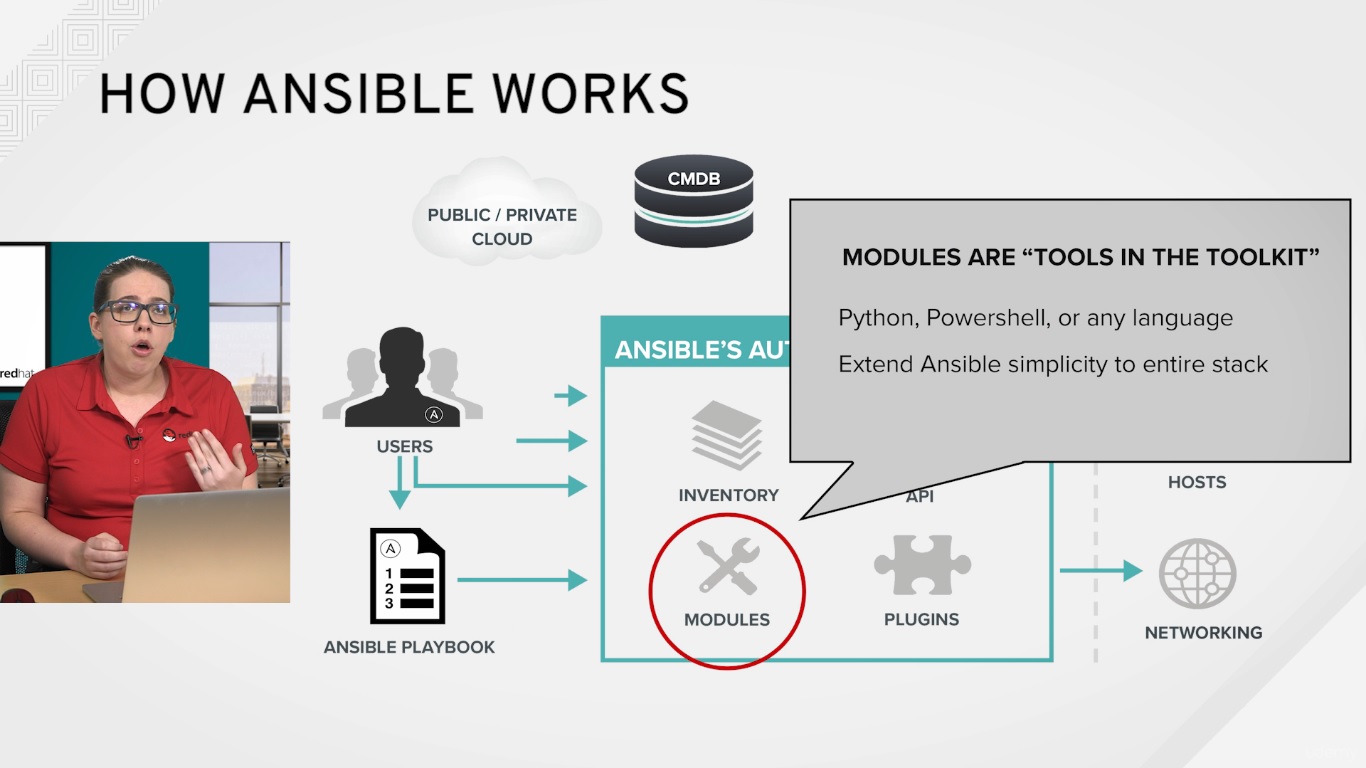 HOW ANSIBLE WORKS
PUBLIC / PRIVATE
CLOUD
CMDB
MODULES ARE “TOOLS IN THE TOOLKIT”
Python, Powershell, or any language
Extend Ansible simplicity to entire stack
ANSIBLE’S AUT
redhat
red
A
USERS
INVENTORY
API
HOSTS
A
1
2
3
MODULES
PLUGINS
NETWORKING
ANSIBLE PLAYBOOK